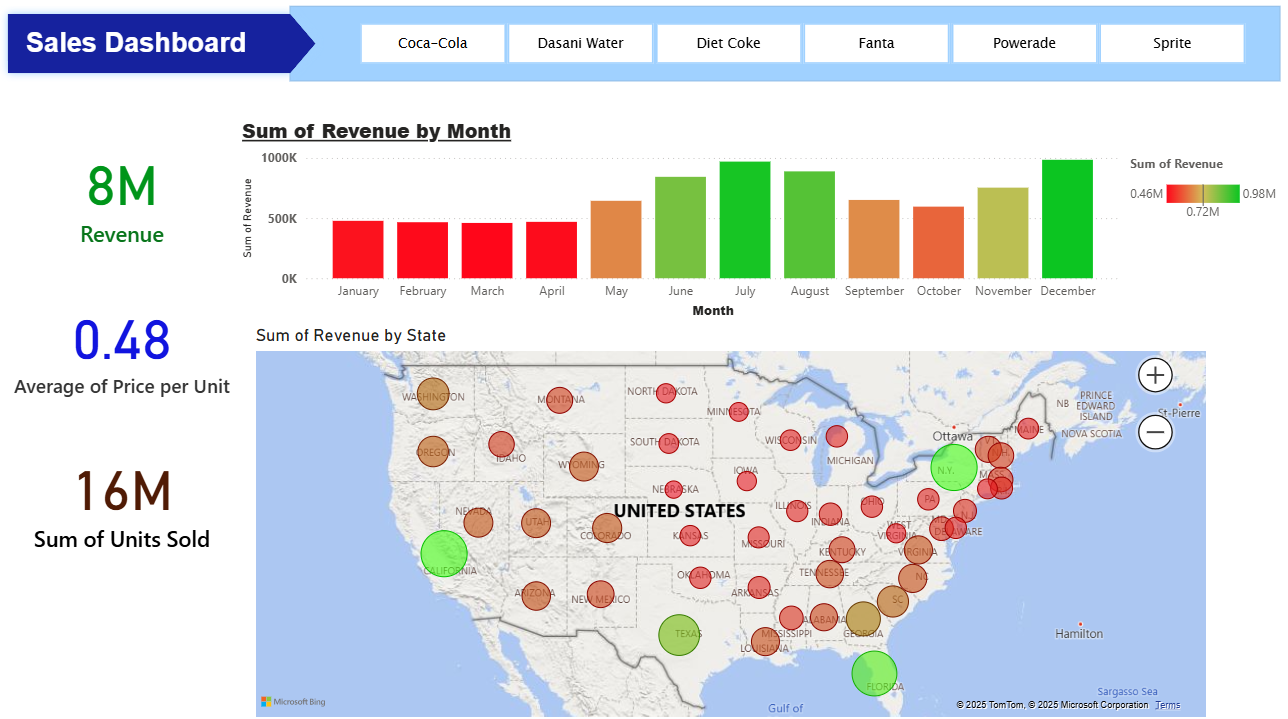 Sales Dashboard
Coca-Cola
Dasani Water
Diet Coke
Fanta
Powerade
Sprite
8M
Revenue
0.48
Average of Price per Unit
16M
Sum of Units Sold
Sum of Revenue by Month
Sum of Revenue
1000K
500K
0K
January
February
March
April
May
June
July
August
September
October
November
December
Month
Sum of Revenue
0.46M
0.98M
0.72M
Sum of Revenue by State
WASHINGTON
MONTANA
NORTH DAKOTA
MINNESOTA
OREGON
IDAHO
SOUTH DAKOTA
WISCONSIN
MICHIGAN
Ottawa
MAINE
NB
PRINCE
EDWARD
ISLAND
St-Pierre
NOVA SCOTIA
WYOMING
IOWA
N.Y.
N.H.
MASS
NEBRASKA
UNITED STATES
ILLINOIS
INDIANA
OHIO
PA
N.J.
NEVADA
UTAH
COLORADO
KANSAS
MISSOURI
WEST
VIRGINIA
DELAWARE
CALIFORNIA
KENTUCKY
VIRGINIA
TENNESSEE
NC
ARIZONA
NEW MEXICO
OKLAHOMA
ARKANSAS
SC
TEXAS
MISSISSIPPI
ALABAMA
GEORGIA
LOUISIANA
FLORIDA
Hamilton
Sargasso Sea
Gulf of
Microsoft Bing
© 2025 TomTom, © 2025 Microsoft Corporation Terms